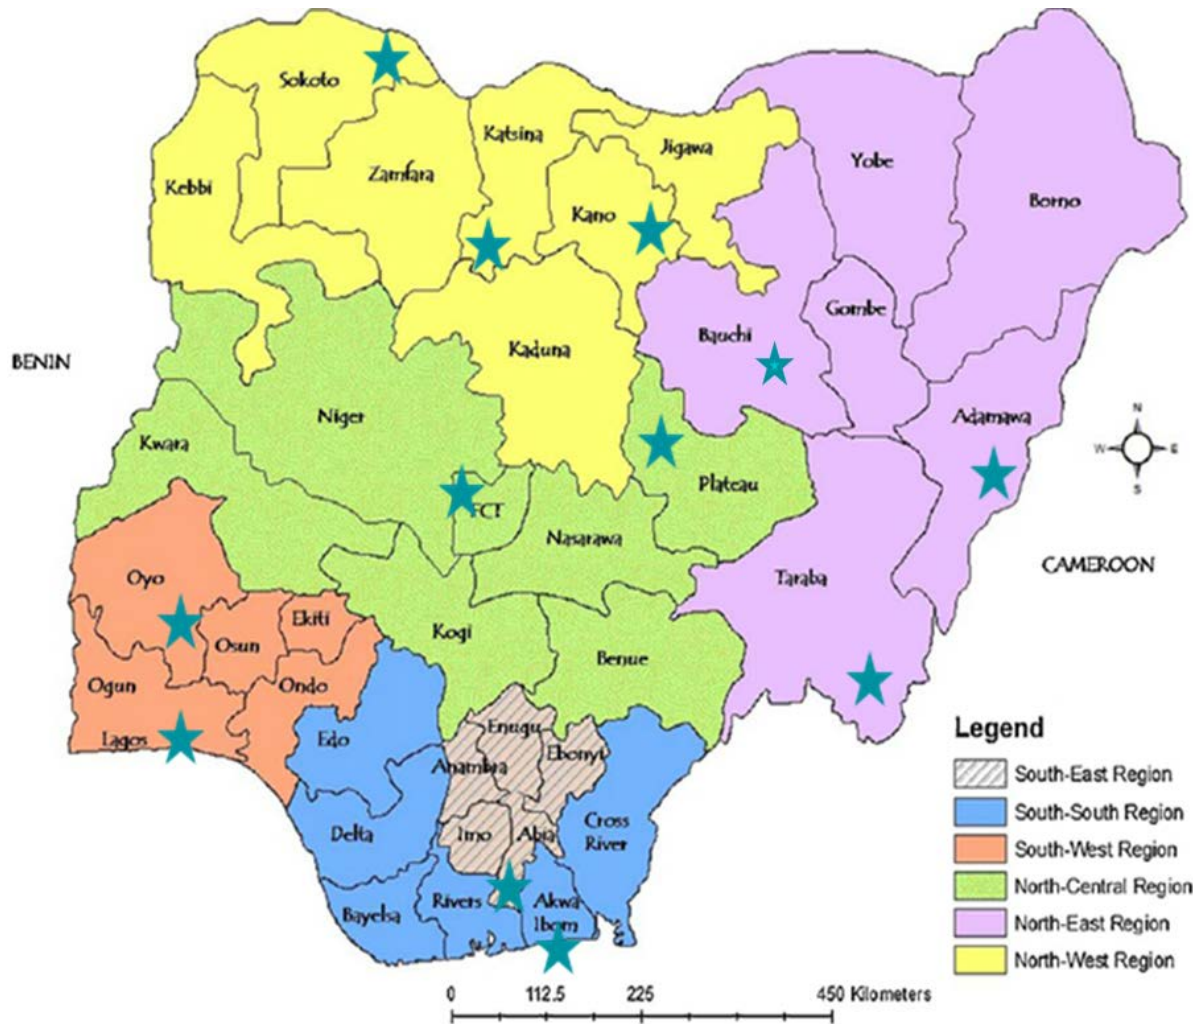 Sokoto
Katsina
Jigawa
Yobe
Zamfara
Kebbi
Kano
Borno
Gombe
Bauchi
Kaduna
BENIN
Niger
Adamawa
Kwara
N
W
E
S
Plateau
FCT
Nasarawa
CAMEROON
Oyo
Taraba
Ekiti
Kogi
Osun
Benue
Ogun
Ondo
Enugu
Lagos
Edo
Ebonyi
Anambra
Delta
Imo
Abia
Cross
River
Rivers
Akwa
Ibom
Bayelsa
Legend
South-East Region
South-South Region
South-West Region
North-Central Region
North-East Region
North-West Region
0 112.5 225 450 Kilometers